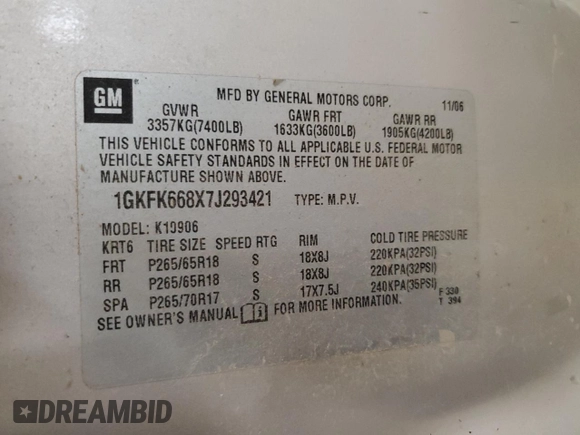 GM
MFD BY GENERAL MOTORS CORP. 11/06
GVWR GAWR FRT GAWR RR
3357KG(7400LB) 1633KG(3600LB) 1905KG(4200LB)
THIS VEHICLE CONFORMS TO ALL APPLICABLE U.S. FEDERAL MOTOR
VEHICLE SAFETY STANDARDS IN EFFECT ON THE DATE OF
MANUFACTURE SHOWN ABOVE.
1GKFK668X7J293421 TYPE: M.P.V.
MODEL: K10906
KRT6 TIRE SIZE SPEED RTG RIM COLD TIRE PRESSURE
FRT P265/65R18 S 18X8J 220KPA(32PSI)
RR P265/65R18 S 18X8J 220KPA(32PSI)
SPA P265/70R17 S 17X7.5J 240KPA(35PSI)
SEE OWNER'S MANUAL FOR MORE INFORMATION.
F 330
T 394
DREAMBID